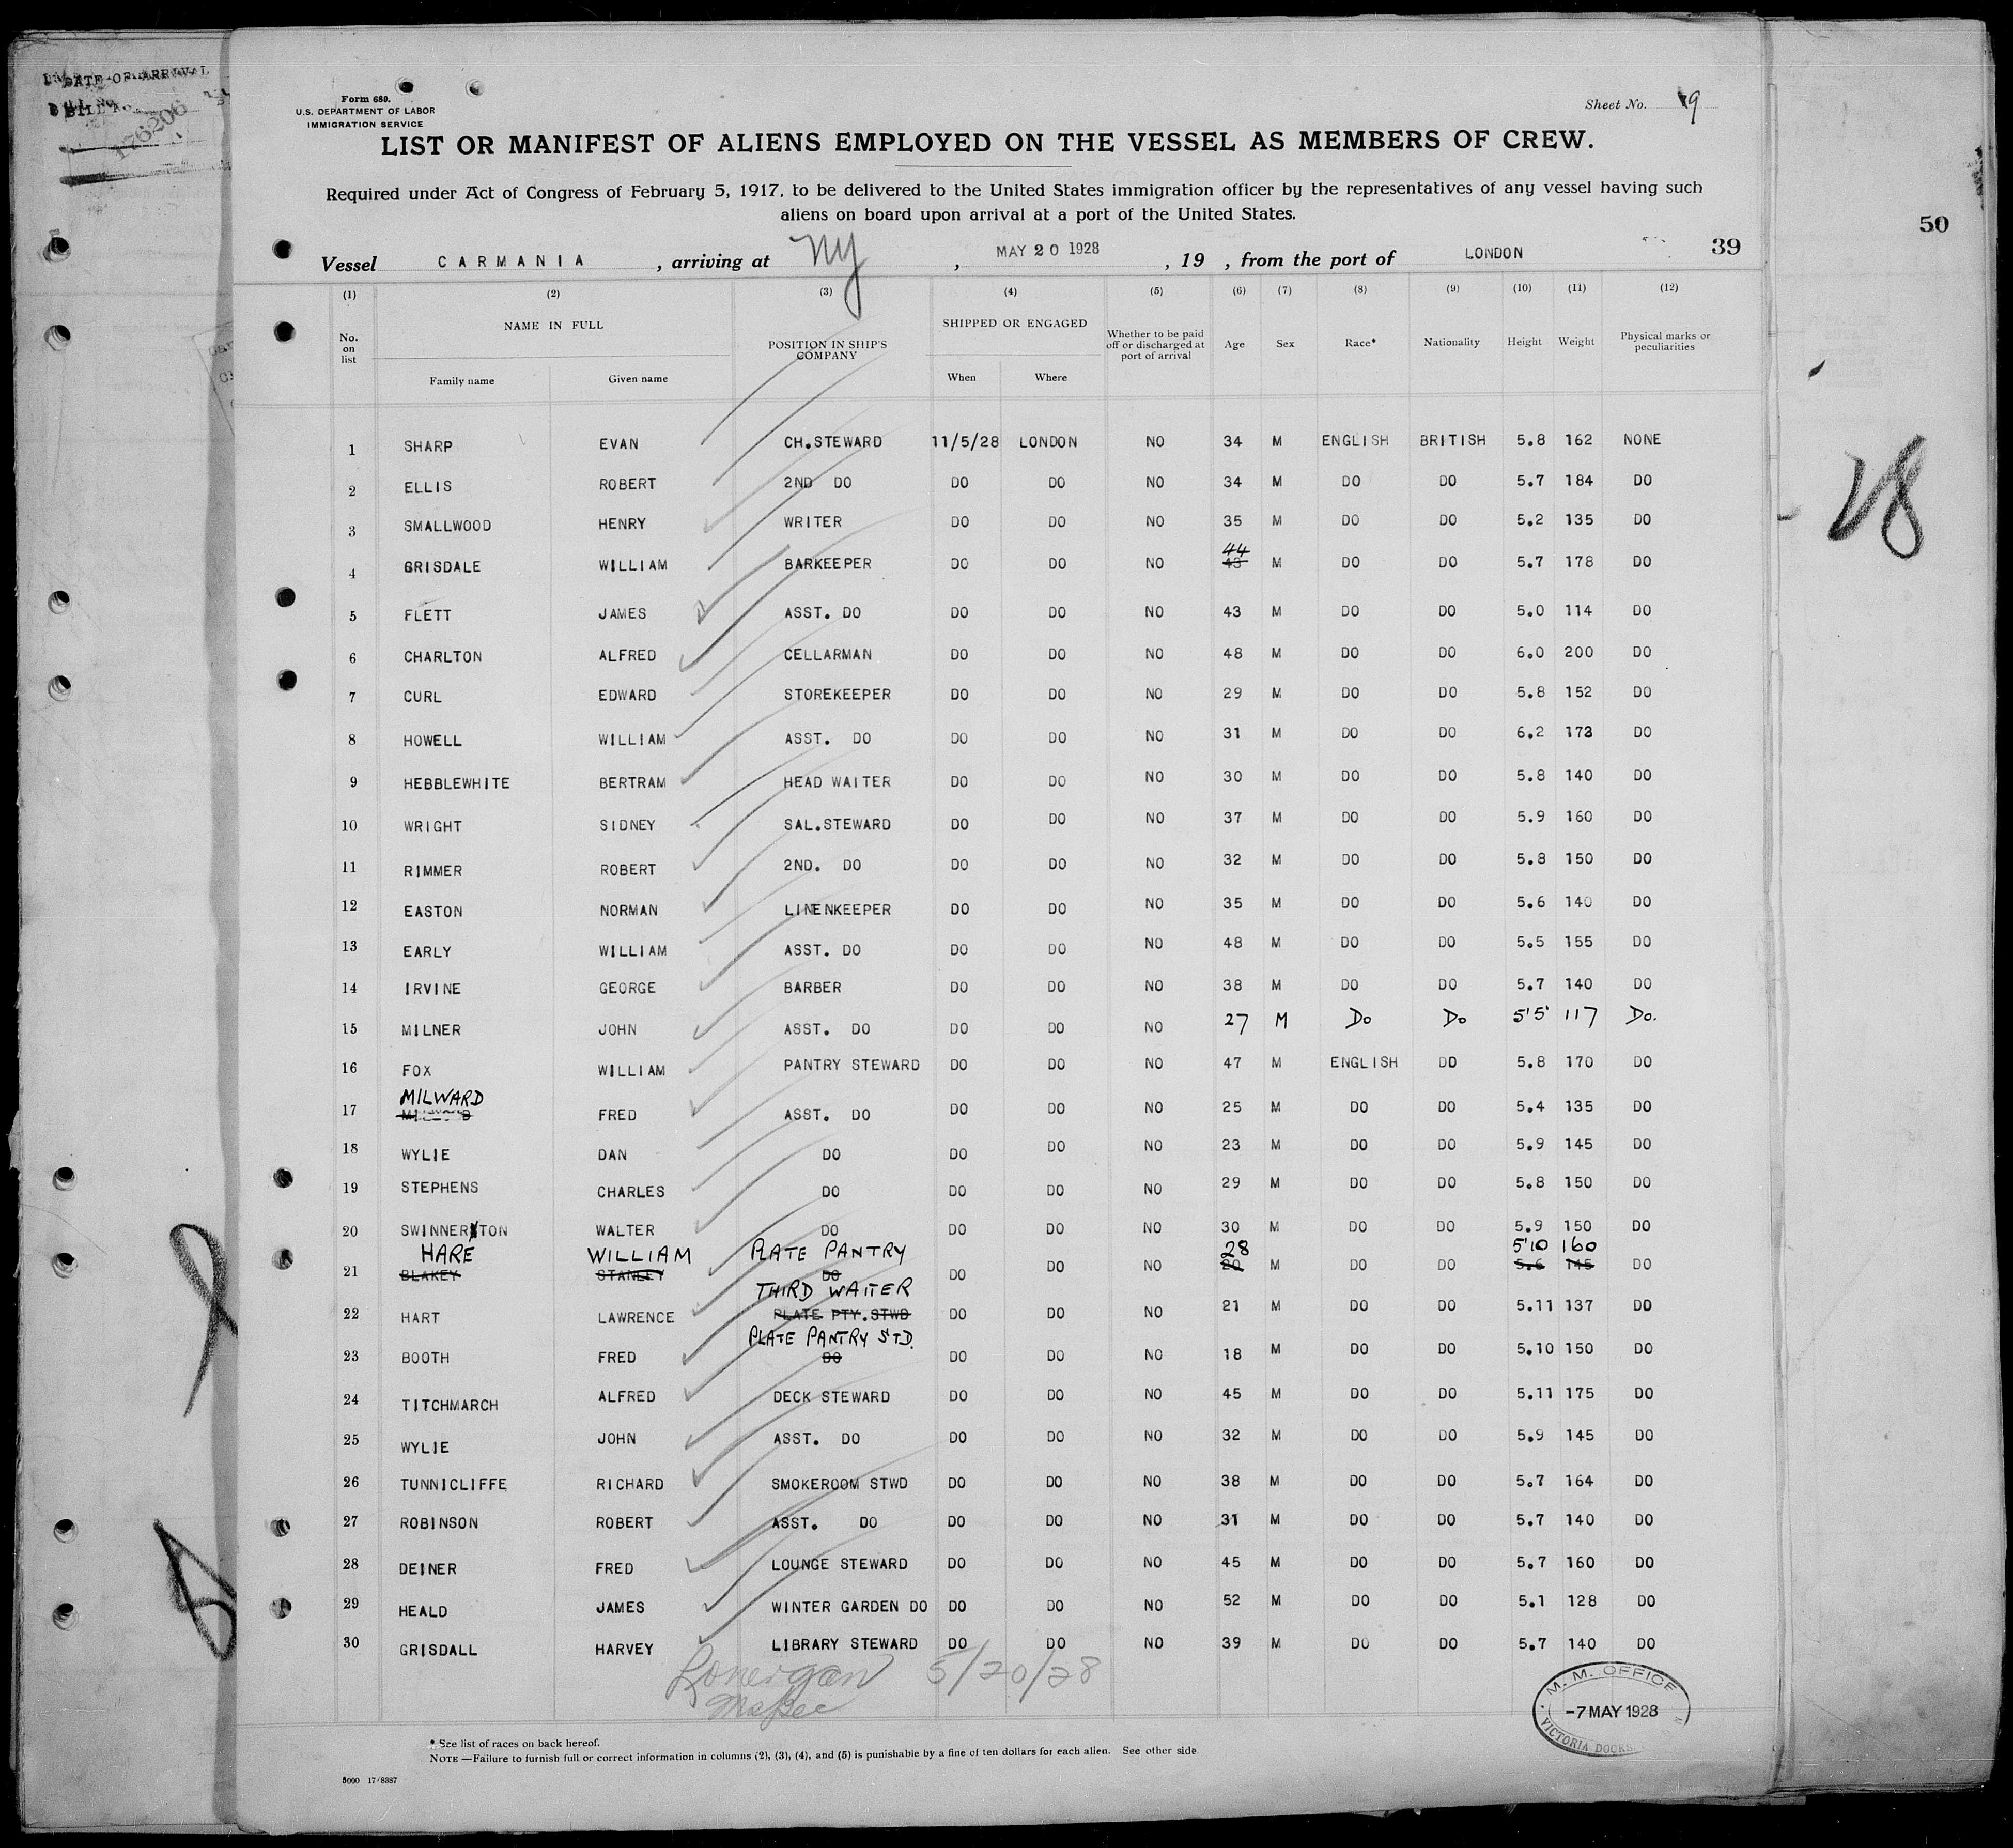 DATE OF ARRIVAL
176206
Form 680.
U.S. DEPARTMENT OF LABOR
IMMIGRATION SERVICE
Sheet No. 9
LIST OR MANIFEST OF ALIENS EMPLOYED ON THE VESSEL AS MEMBERS OF CREW.
Required under Act of Congress of February 5, 1917, to be delivered to the United States immigration officer by the representatives of any vessel having such
aliens on board upon arrival at a port of the United States.
50
39
Vessel CARMANIA , arriving at NY , MAY 20 1928 , 19 , from the port of LONDON
(1) (2) (3) (4) (5) (6) (7) (8) (9) (10) (11) (12)
No. on list NAME IN FULL Family name Given name POSITION IN SHIP'S COMPANY SHIPPED OR ENGAGED When Where Whether to be paid off or discharged at port of arrival Age Sex Race* Nationality Height Weight Physical marks or peculiarities
1 SHARP EVAN CH.STEWARD 11/5/28 LONDON NO 34 M ENGLISH BRITISH 5.8 162 NONE
2 ELLIS ROBERT 2ND DO DO DO NO 34 M DO DO 5.7 184 DO
3 SMALLWOOD HENRY WRITER DO DO NO 35 M DO DO 5.2 135 DO
4 GRISDALE WILLIAM BARKEEPER DO DO NO 44 43 M DO DO 5.7 178 DO
5 FLETT JAMES ASST. DO DO DO NO 43 M DO DO 5.0 114 DO
6 CHARLTON ALFRED CELLARMAN DO DO NO 48 M DO DO 6.0 200 DO
7 CURL EDWARD STOREKEEPER DO DO NO 29 M DO DO 5.8 152 DO
8 HOWELL WILLIAM ASST. DO DO DO NO 31 M DO DO 6.2 173 DO
9 HEBBLEWHITE BERTRAM HEAD WAITER DO DO NO 30 M DO DO 5.8 140 DO
10 WRIGHT SIDNEY SAL.STEWARD DO DO NO 37 M DO DO 5.9 160 DO
11 RIMMER ROBERT 2ND. DO DO DO NO 32 M DO DO 5.8 150 DO
12 EASTON NORMAN LINENKEEPER DO DO NO 35 M DO DO 5.6 140 DO
13 EARLY WILLIAM ASST. DO DO DO NO 48 M DO DO 5.5 155 DO
14 IRVINE GEORGE BARBER DO DO NO 38 M DO DO 5.7 140 DO
15 MILNER JOHN ASST. DO DO DO NO 27 M Do Do 5'5' 117 Do.
16 FOX WILLIAM PANTRY STEWARD DO DO NO 47 M ENGLISH DO 5.8 170 DO
17 MILWARD FRED ASST. DO DO DO NO 25 M DO DO 5.4 135 DO
18 WYLIE DAN DO DO DO NO 23 M DO DO 5.9 145 DO
19 STEPHENS CHARLES DO DO DO NO 29 M DO DO 5.8 150 DO
20 SWINNERTON WALTER DO DO DO NO 30 M DO DO 5.9 150 DO
HARE WILLIAM PLATE PANTRY 28 5'10 160
21 BLAKEY STANLEY DO DO DO NO 20 M DO DO 5.6 145 DO
THIRD WAITER
22 HART LAWRENCE PLATE PTY.STWD DO DO NO 21 M DO DO 5.11 137 DO
PLATE PANTRY STD.
23 BOOTH FRED DO DO DO NO 18 M DO DO 5.10 150 DO
24 TITCHMARCH ALFRED DECK STEWARD DO DO NO 45 M DO DO 5.11 175 DO
25 WYLIE JOHN ASST. DO DO DO NO 32 M DO DO 5.9 145 DO
26 TUNNICLIFFE RICHARD SMOKEROOM STWD DO DO NO 38 M DO DO 5.7 164 DO
27 ROBINSON ROBERT ASST. DO DO DO NO 31 M DO DO 5.7 140 DO
28 DEINER FRED LOUNGE STEWARD DO DO NO 45 M DO DO 5.7 160 DO
29 HEALD JAMES WINTER GARDEN DO DO DO NO 52 M DO DO 5.1 128 DO
30 GRISDALL HARVEY LIBRARY STEWARD DO DO NO 39 M DO DO 5.7 140 DO
Lonergan 5/20/28
M. M. OFFICE
-7 MAY 1928
VICTORIA DOCKS
28
* See list of races on back hereof.
NOTE —Failure to furnish full or correct information in columns (2), (3), (4), and (5) is punishable by a fine of ten dollars for each alien. See other side
5000 17/8387